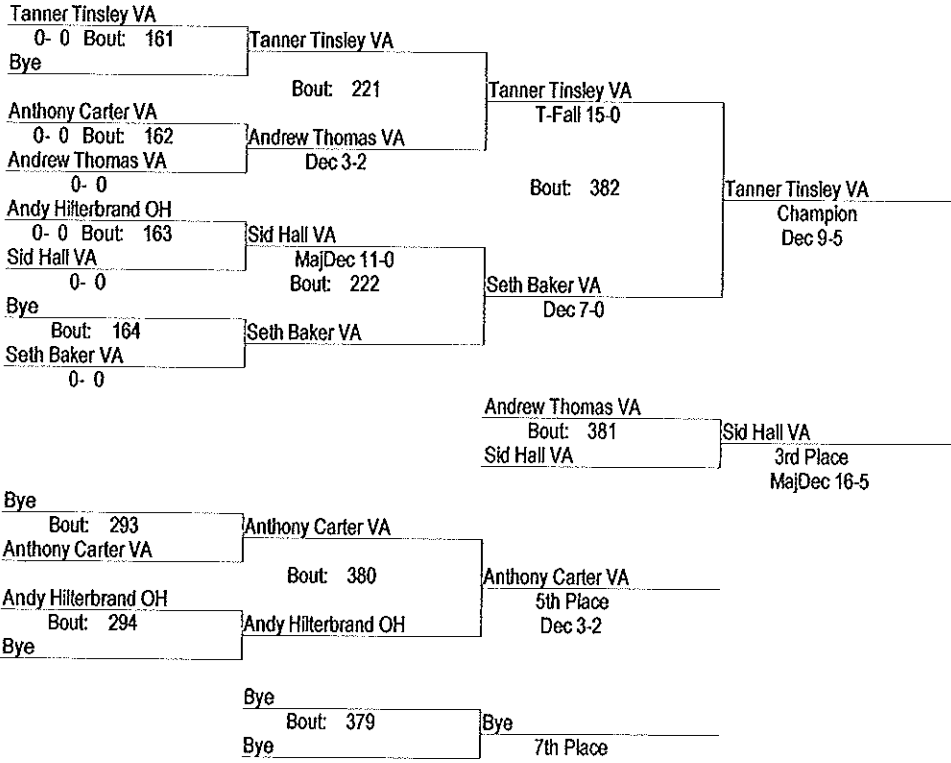 Tanner Tinsley VA
0- 0 Bout: 161
Bye
Tanner Tinsley VA
Bout: 221
Anthony Carter VA
0- 0 Bout: 162
Andrew Thomas VA
0- 0
Andrew Thomas VA
Dec 3-2
Tanner Tinsley VA
T-Fall 15-0
Bout: 382
Andy Hilterbrand OH
0- 0 Bout: 163
Sid Hall VA
0- 0
Sid Hall VA
MajDec 11-0
Bout: 222
Bye
Bout: 164
Seth Baker VA
0- 0
Seth Baker VA
Seth Baker VA
Dec 7-0
Tanner Tinsley VA
Champion
Dec 9-5
Andrew Thomas VA
Bout: 381
Sid Hall VA
Sid Hall VA
3rd Place
MajDec 16-5
Bye
Bout: 293
Anthony Carter VA
Anthony Carter VA
Bout: 380
Andy Hilterbrand OH
Bout: 294
Bye
Andy Hilterbrand OH
Anthony Carter VA
5th Place
Dec 3-2
Bye
Bout: 379
Bye
Bye
7th Place